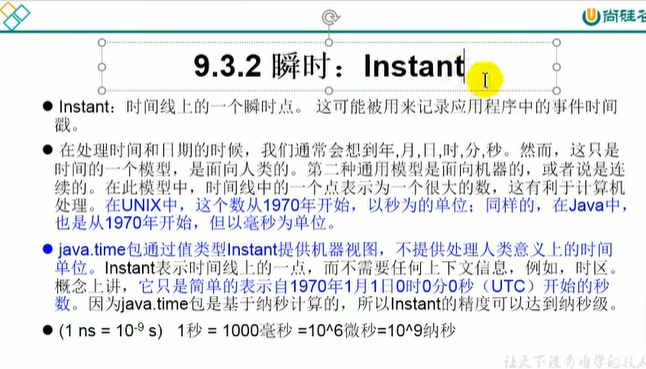 尚硅谷
9.3.2 瞬时：Instant
● Instant：时间线上的一个瞬时点。 这可能被用来记录应用程序中的事件时间
戳。
● 在处理时间和日期的时候，我们通常会想到年,月,日,时,分,秒。然而，这只是
时间的一个模型，是面向人类的。第二种通用模型是面向机器的，或者说是连
续的。在此模型中，时间线中的一个点表示为一个很大的数，这有利于计算机
处理。在UNIX中，这个数从1970年开始，以秒为的单位；同样的，在Java中，
也是从1970年开始，但以毫秒为单位。
● java.time包通过值类型Instant提供机器视图，不提供处理人类意义上的时间
单位。Instant表示时间线上的一点，而不需要任何上下文信息，例如，时区。
概念上讲，它只是简单的表示自1970年1月1日0时0分0秒（UTC）开始的秒
数。因为java.time包是基于纳秒计算的，所以Instant的精度可以达到纳秒级。
● (1 ns = 10-9 s) 1秒 = 1000毫秒 =10^6微秒=10^9纳秒
让天下没有难学的技术